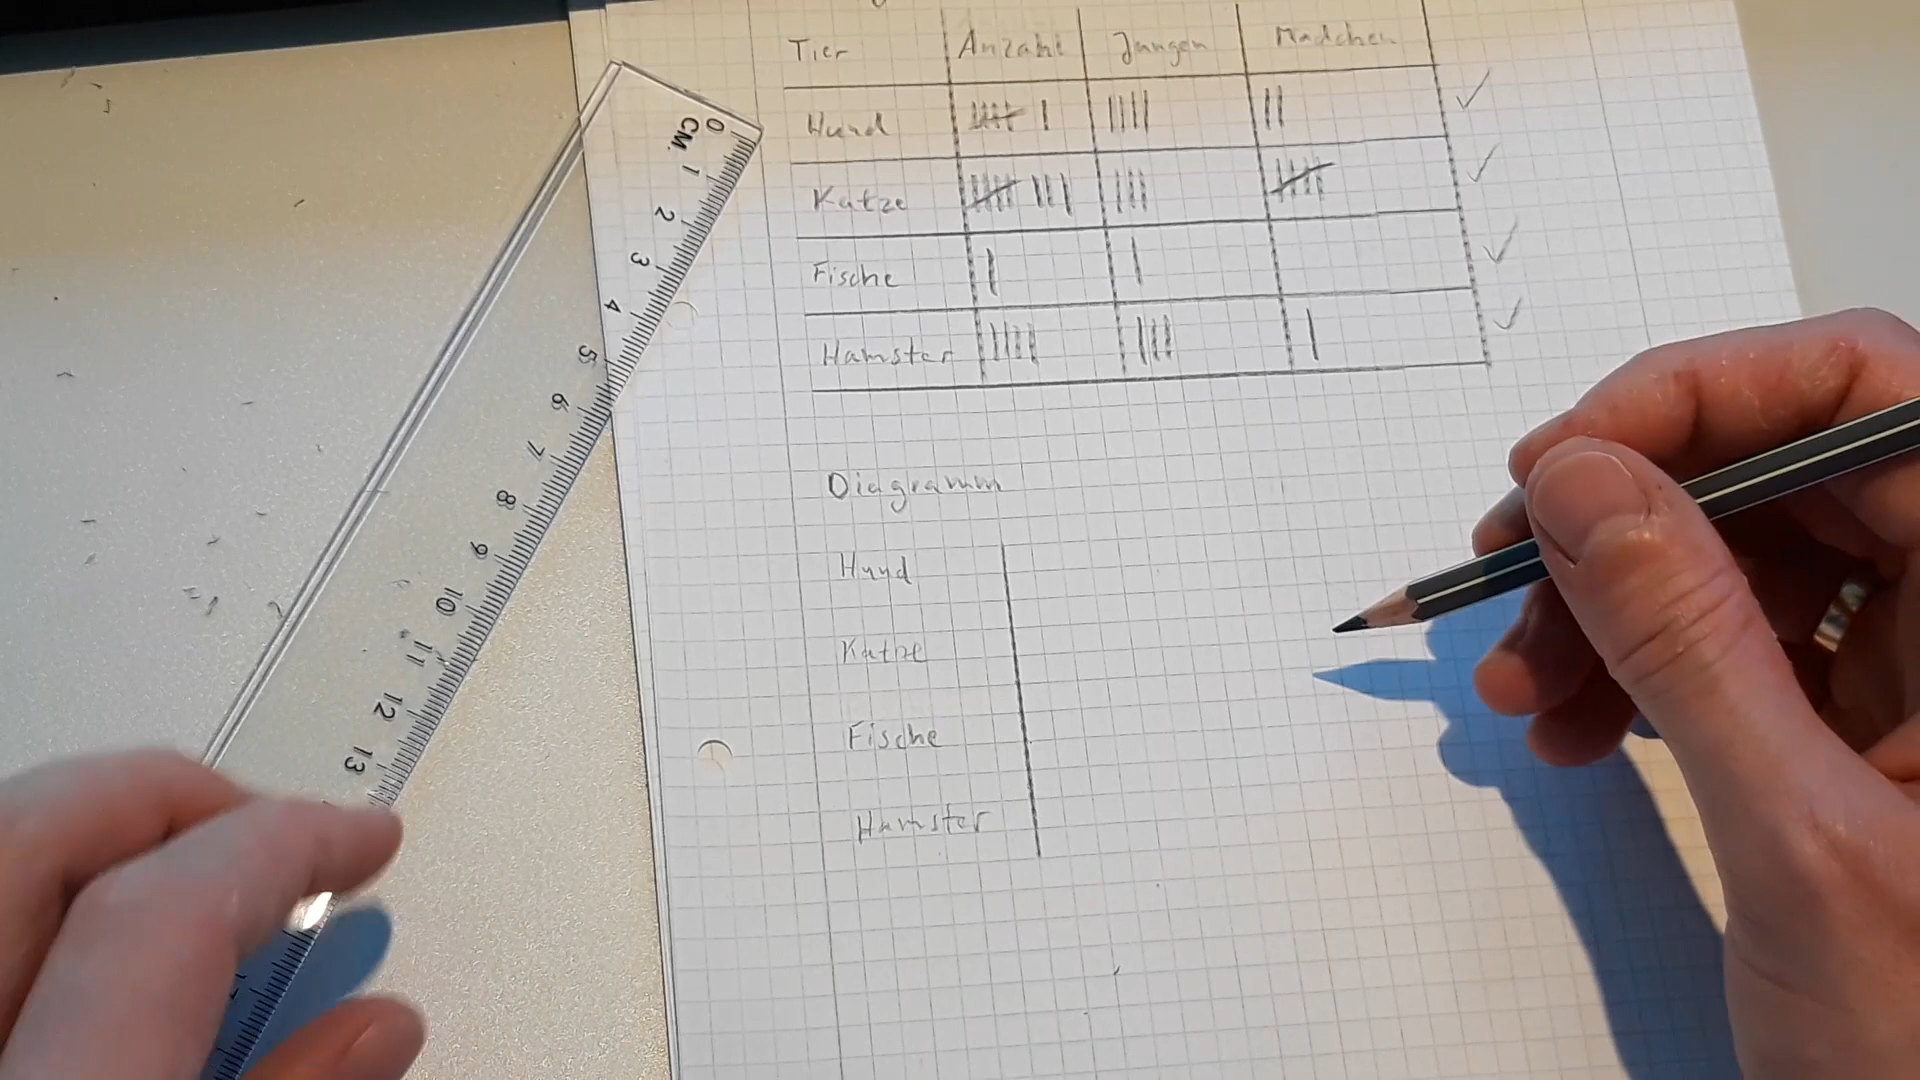 Tier Anzahl Jungen Mädchen
Hund
Katze
Fische
Hamster
Diagramm
Hund
Katze
Fische
Hamster
0
CM.
1
2
3
4
5
6
7
8
9
10
11
12
13